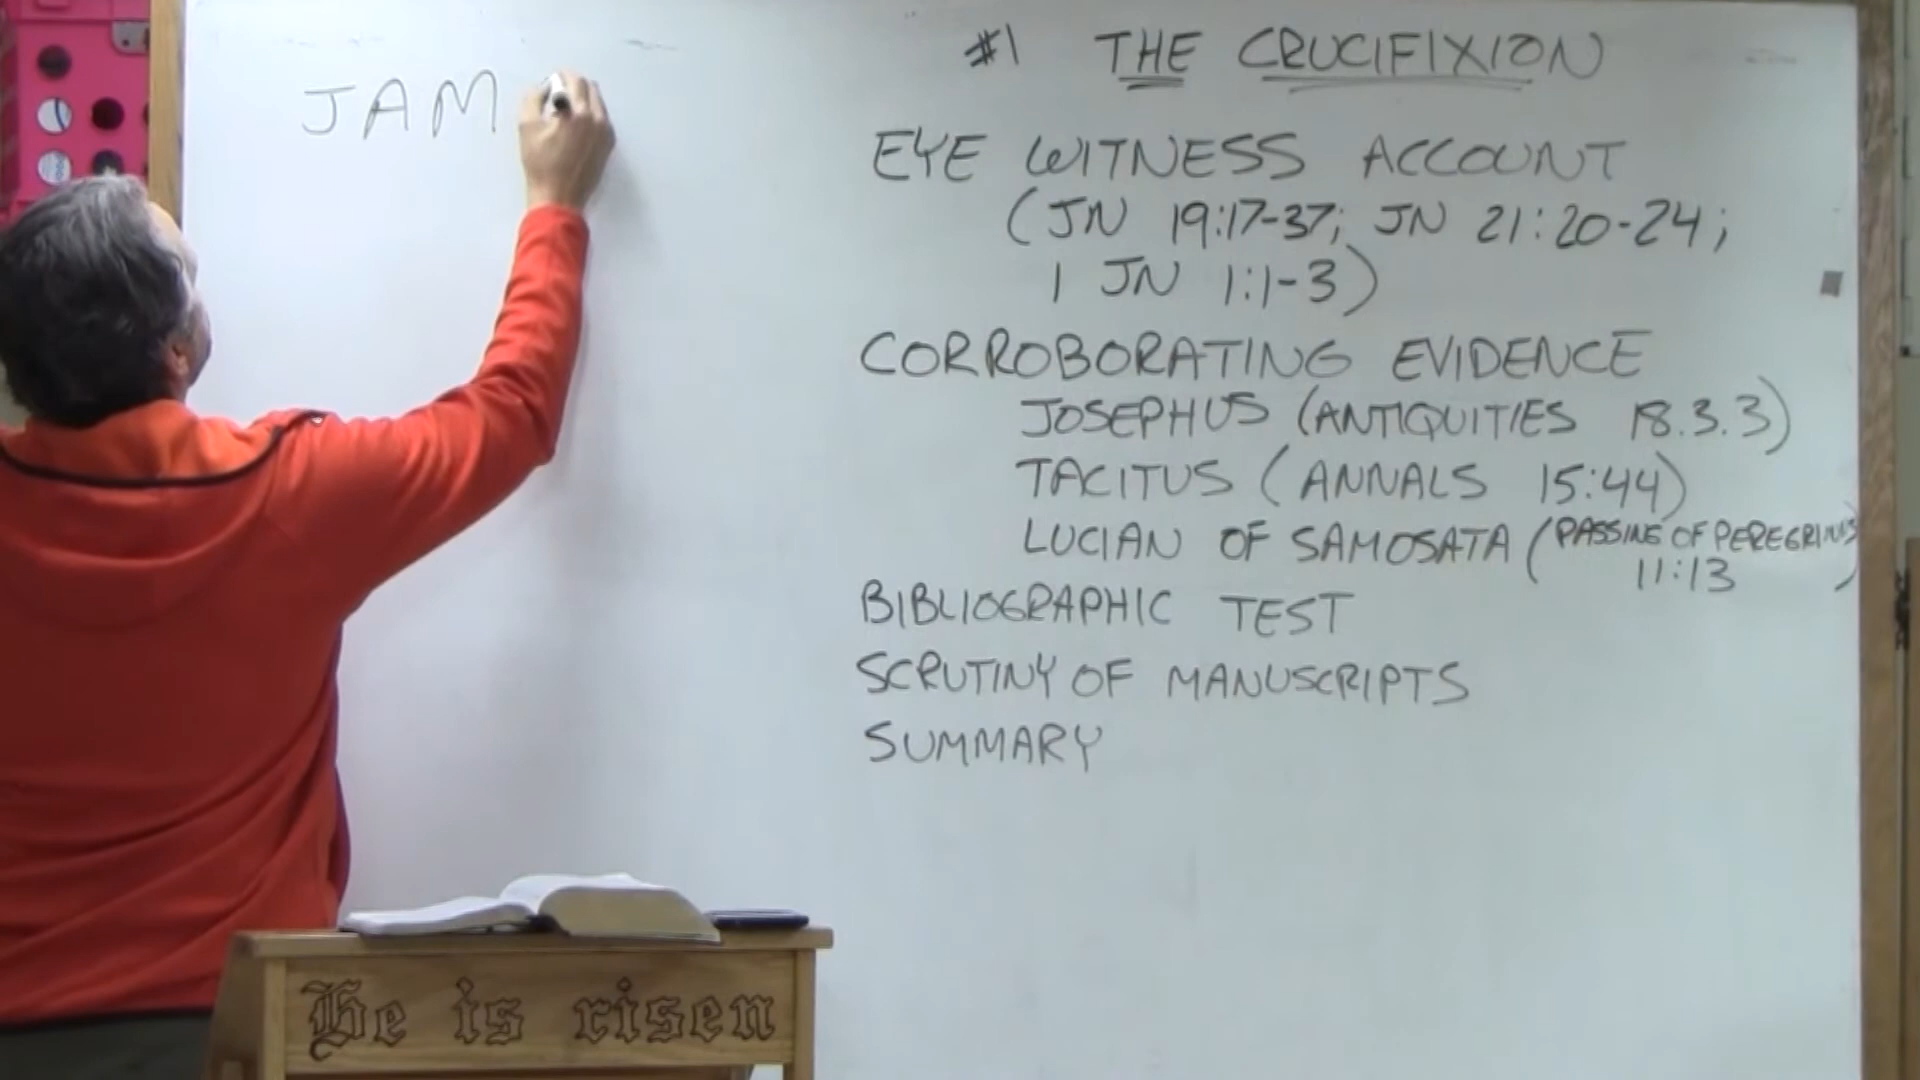 JAM
#1 THE CRUCIFIXION
EYE WITNESS ACCOUNT
(JN 19:17-37; JN 21:20-24;
1 JN 1:1-3)
CORROBORATING EVIDENCE
JOSEPHUS (ANTIQUITIES 18.3.3)
TACITUS (ANNALS 15:44)
LUCIAN OF SAMOSATA (PASSING OF PEREGRINUS
11:13)
BIBLIOGRAPHIC TEST
SCRUTINY OF MANUSCRIPTS
SUMMARY
He is risen